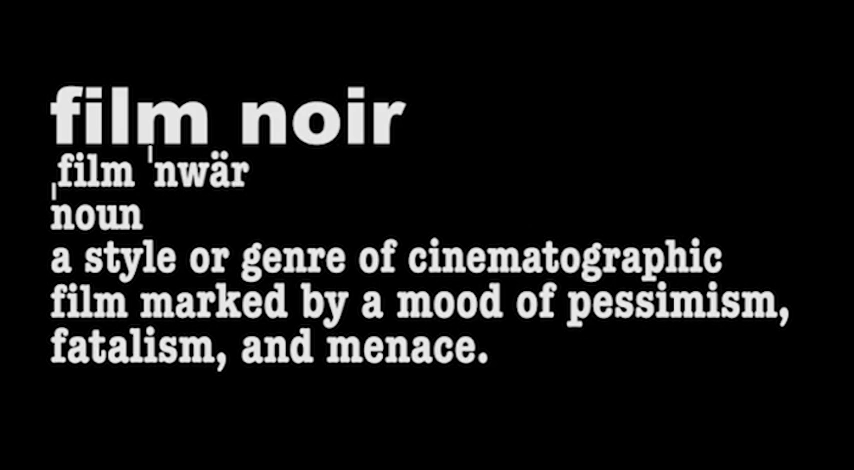 film noir
ˌfilm ˈnwär
noun
a style or genre of cinematographic
film marked by a mood of pessimism,
fatalism, and menace.